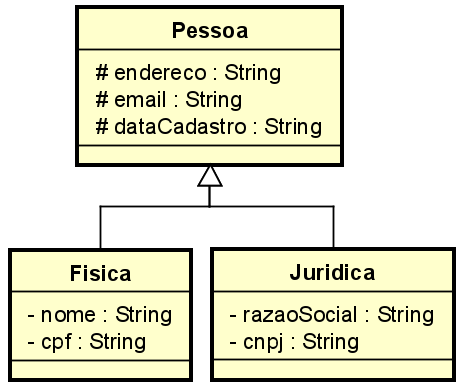 Pessoa
# endereco : String
# email : String
# dataCadastro : String
Fisica
- nome : String
- cpf : String
Juridica
- razaoSocial : String
- cnpj : String